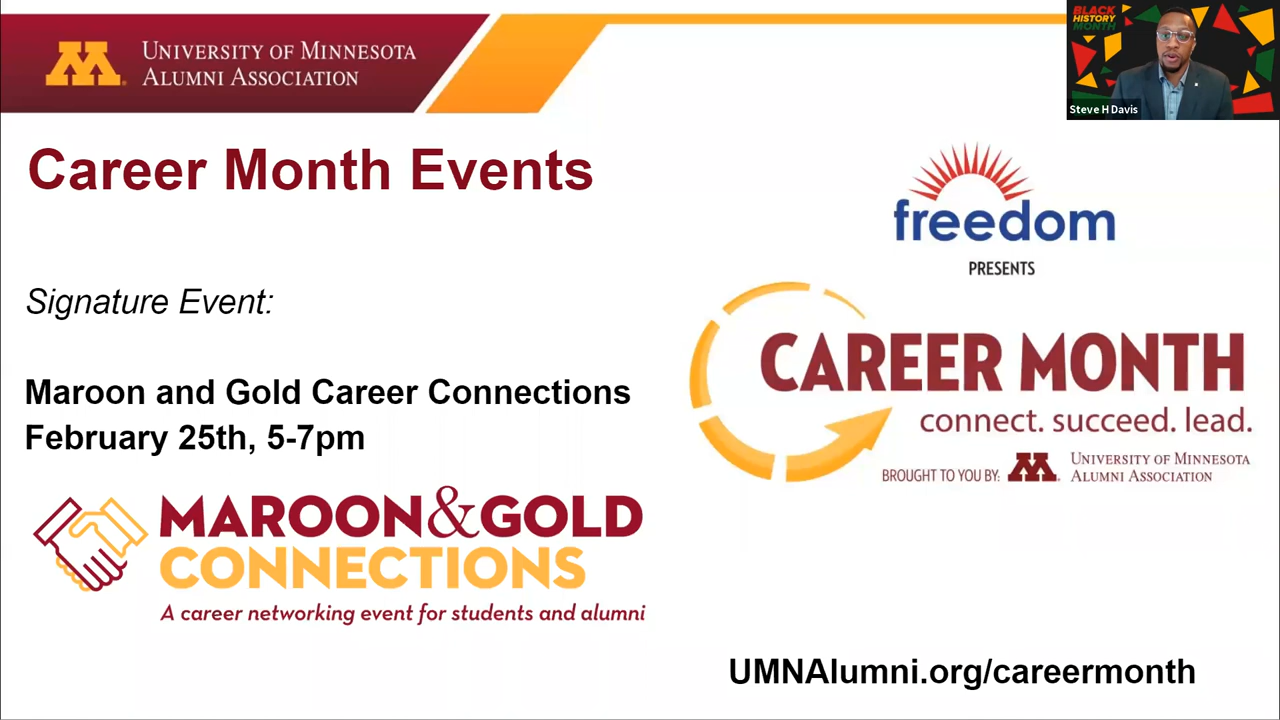 UNIVERSITY OF MINNESOTA
ALUMNI ASSOCIATION
BLACK
HISTORY
MONTH
Steve H Davis
Career Month Events
freedom
PRESENTS
Signature Event:
CAREER MONTH
connect. succeed. lead.
Maroon and Gold Career Connections
February 25th, 5-7pm
BROUGHT TO YOU BY: M UNIVERSITY OF MINNESOTA
ALUMNI ASSOCIATION
MAROON&GOLD
CONNECTIONS
A career networking event for students and alumni
UMNAlumni.org/careermonth